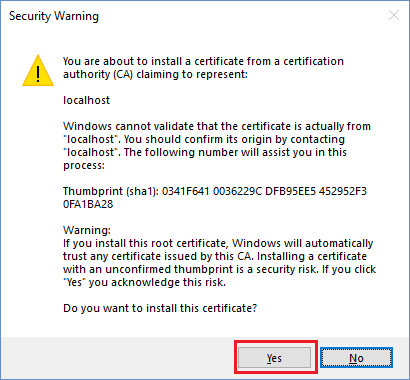 Security Warning
You are about to install a certificate from a certification
authority (CA) claiming to represent:
localhost
Windows cannot validate that the certificate is actually from
"localhost". You should confirm its origin by contacting
"localhost". The following number will assist you in this
process:
Thumbprint (sha1): 0341F641 0036229C DFB95EE5 452952F3
0FA1BA28
Warning:
If you install this root certificate, Windows will automatically
trust any certificate issued by this CA. Installing a certificate
with an unconfirmed thumbprint is a security risk. If you click
"Yes" you acknowledge this risk.
Do you want to install this certificate?
Yes
No